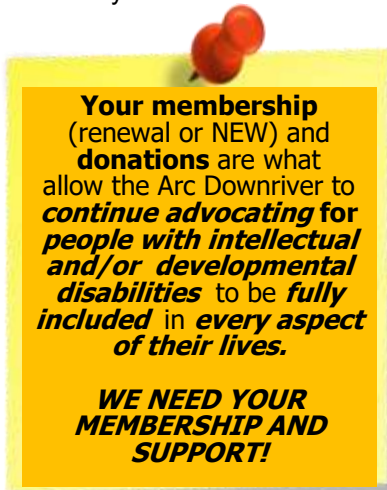 Your membership
(renewal or NEW) and
donations are what
allow the Arc Downriver to
continue advocating for
people with intellectual
and/or developmental
disabilities to be fully
included in every aspect
of their lives.
WE NEED YOUR
MEMBERSHIP AND
SUPPORT!